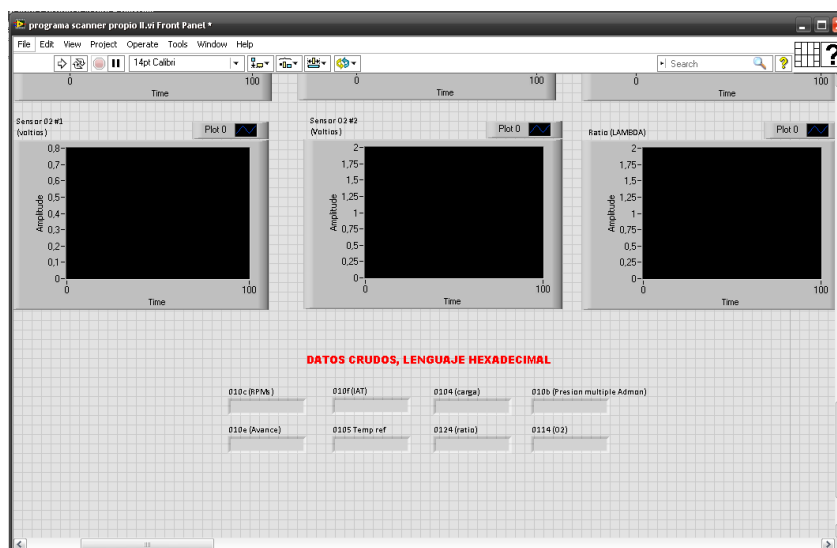 programa scanner propio II.vi Front Panel *
File Edit View Project Operate Tools Window Help
14pt Calibri
Search
?
?
0 100
Time
0 100
Time
0 100
Time
Sensor O2 #1
(voltios)
Plot 0
Sensor O2 #2
(Voltios)
Plot 0
Ratio (LAMBDA)
Plot 0
Amplitude
0,8
0,7
0,6
0,5
0,4
0,3
0,2
0,1
0
0 100
Time
Amplitude
2
1,75
1,5
1,25
1
0,75
0,5
0,25
0
0 100
Time
Amplitude
2
1,75
1,5
1,25
1
0,75
0,5
0,25
0
0 100
Time
DATOS CRUDOS, LENGUAJE HEXADECIMAL
010c (RPMs) 010f(IAT) 0104 (carga) 010b (Presion multiple Adman)
010e (Avance) 0105 Temp ref 0124 (ratio) 0114 (O2)